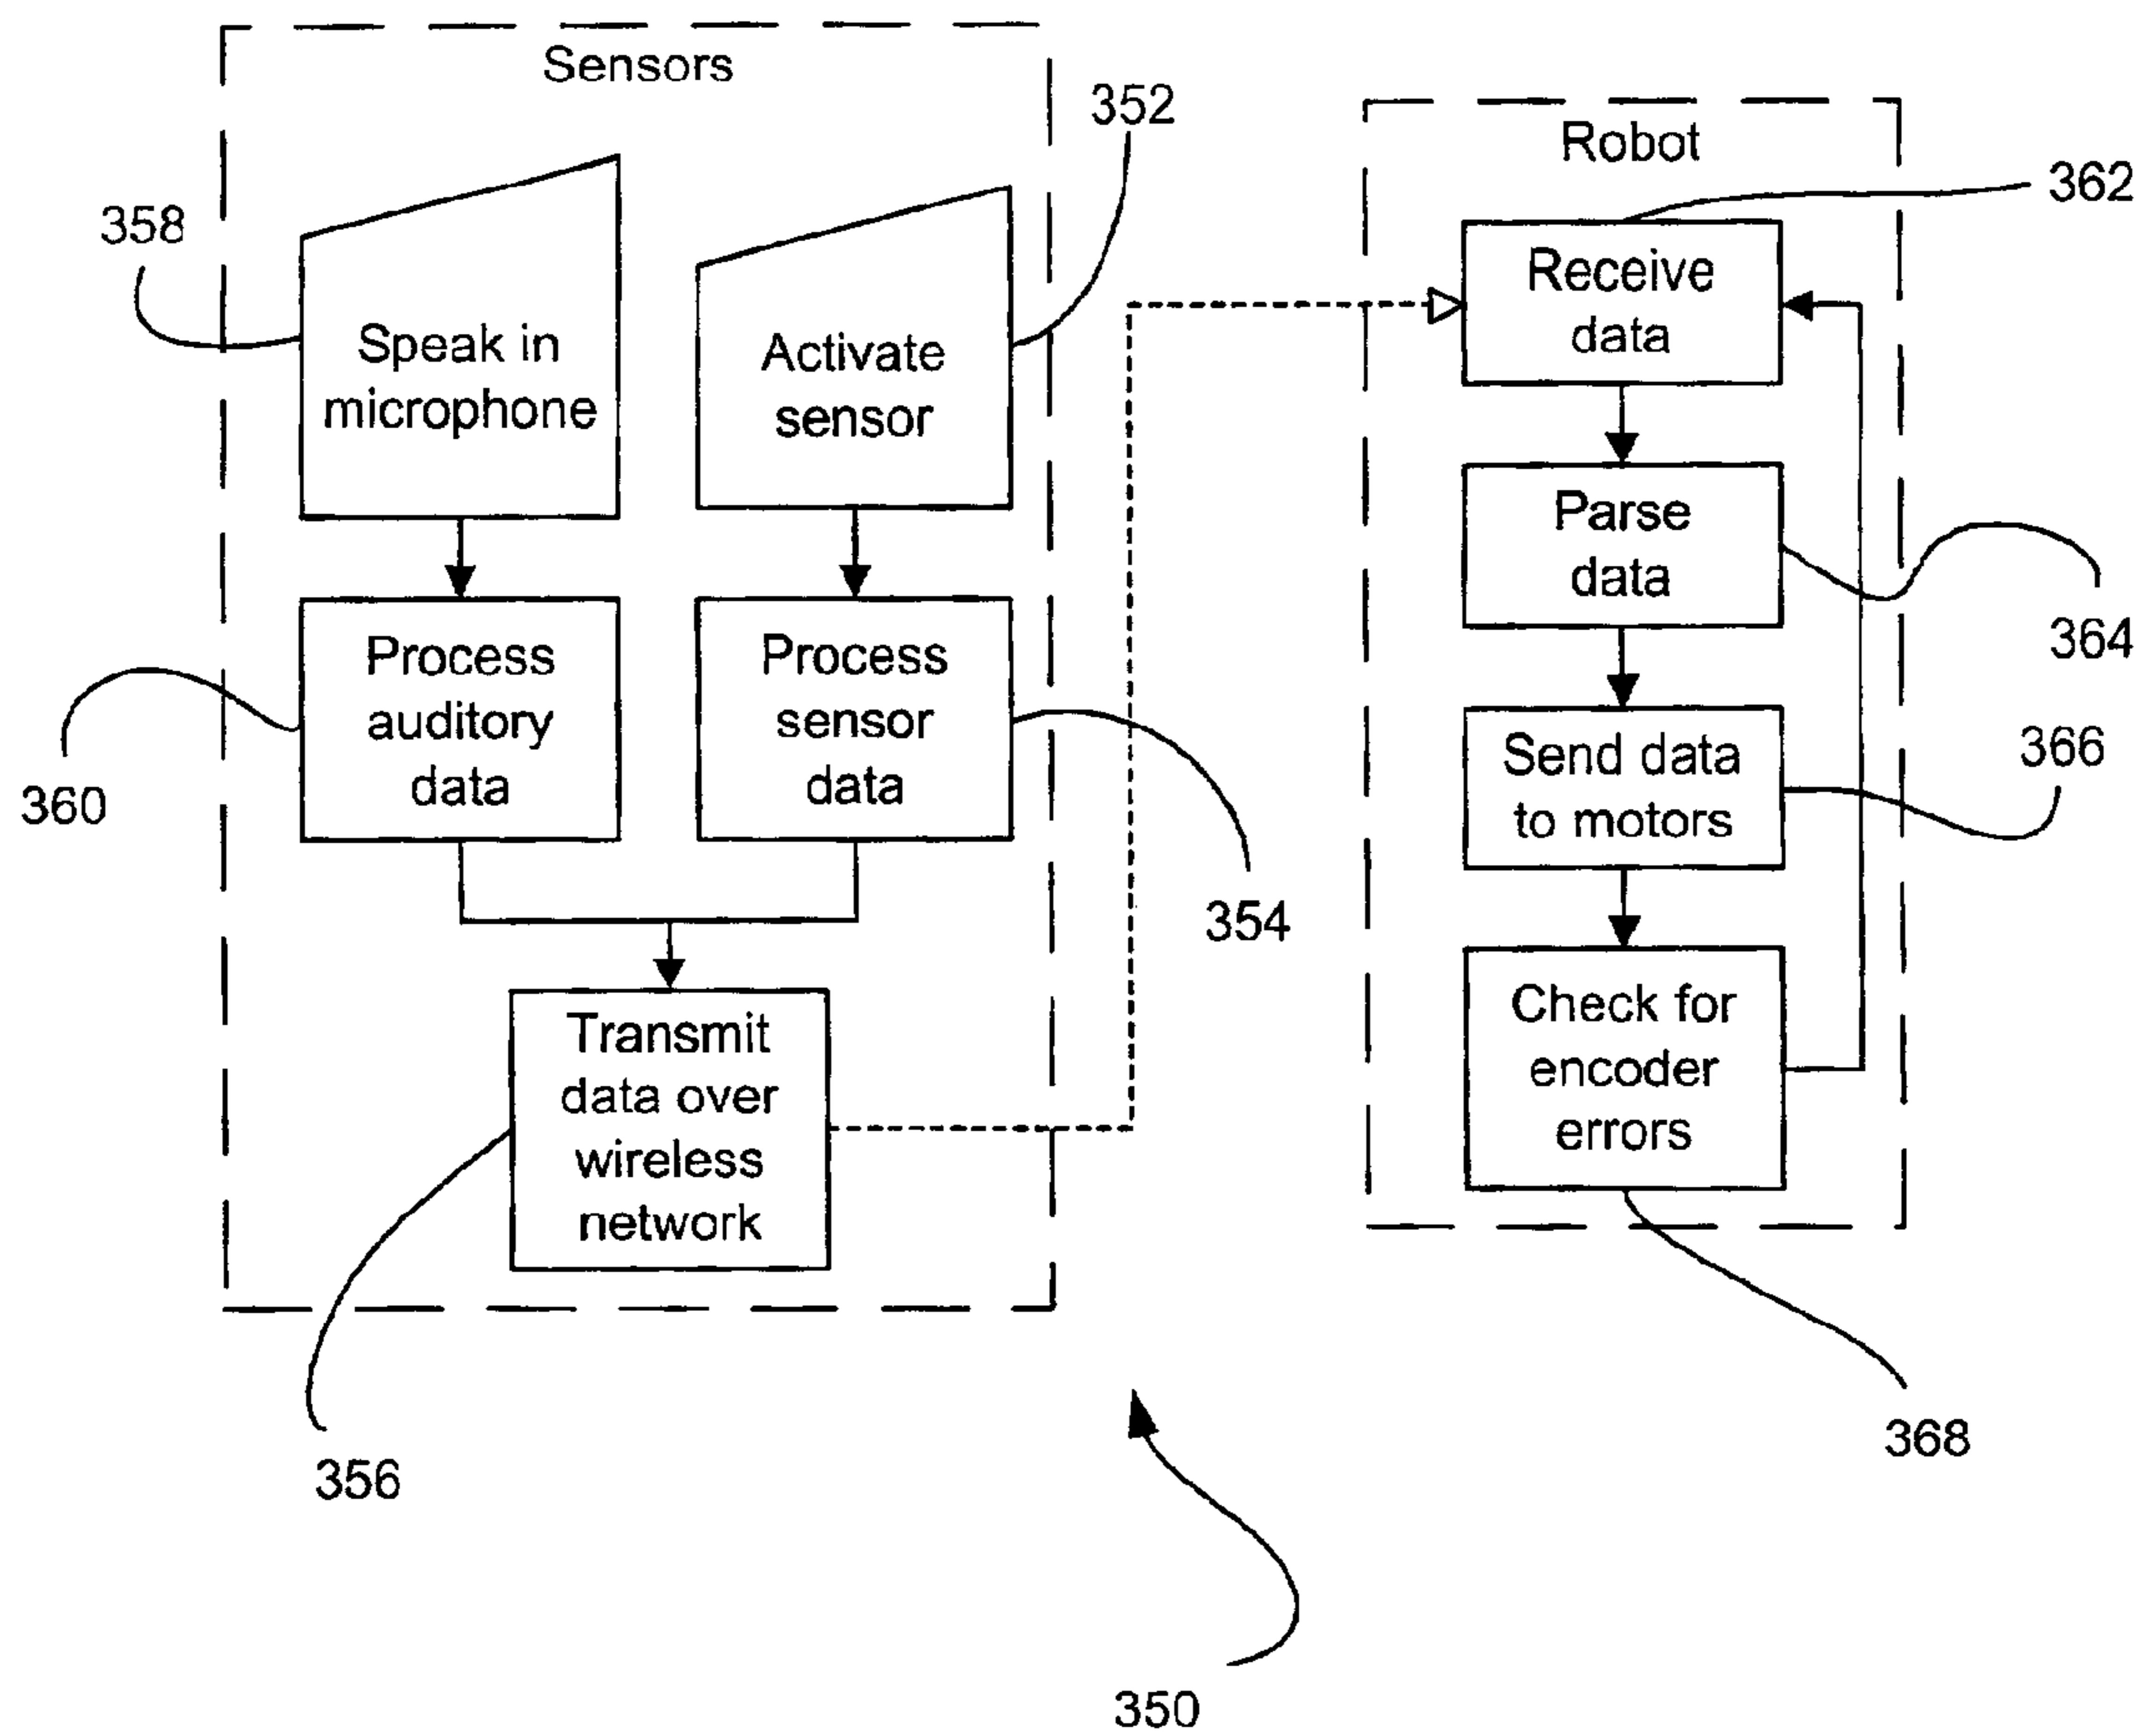 Sensors
352
358
Speak in
microphone
Activate
sensor
Process
auditory
data
Process
sensor
data
360
354
Transmit
data over
wireless
network
356
Robot
362
Receive
data
Parse
data
364
Send data
to motors
366
Check for
encoder
errors
368
350